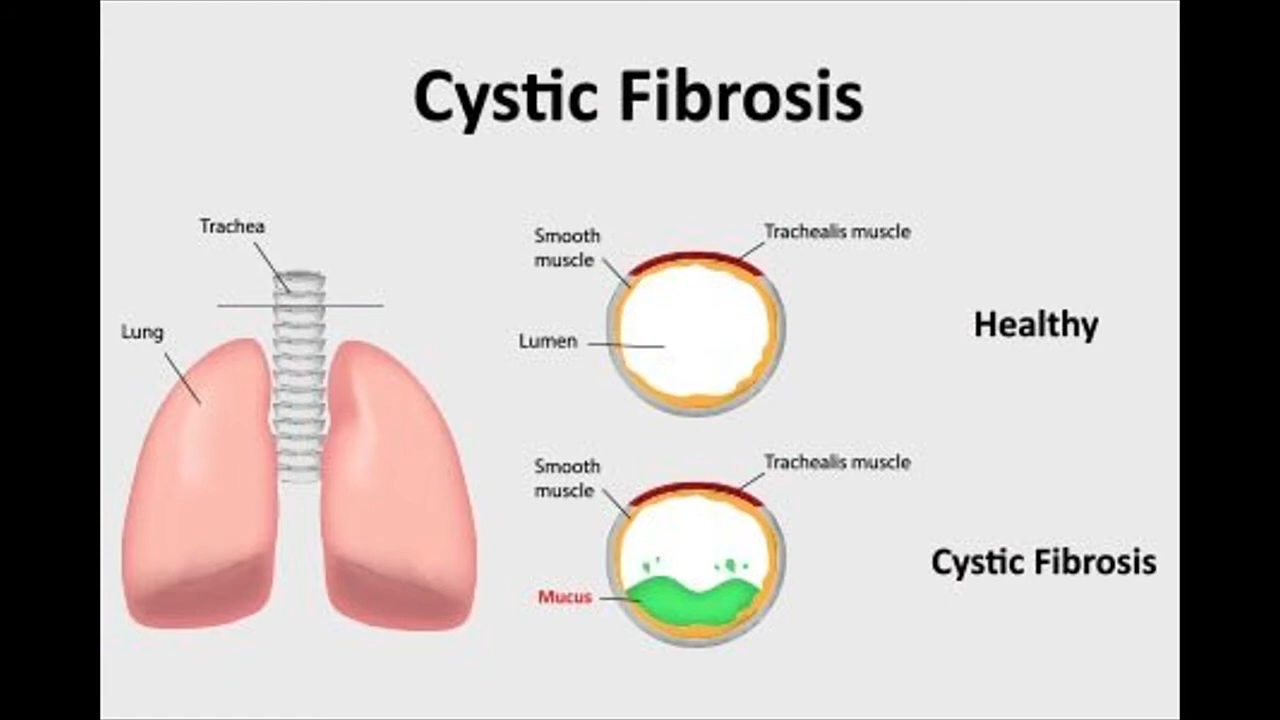 Cystic Fibrosis
Trachea
Lung
Smooth
muscle
Trachealis muscle
Lumen
Healthy
Smooth
muscle
Trachealis muscle
Mucus
Cystic Fibrosis